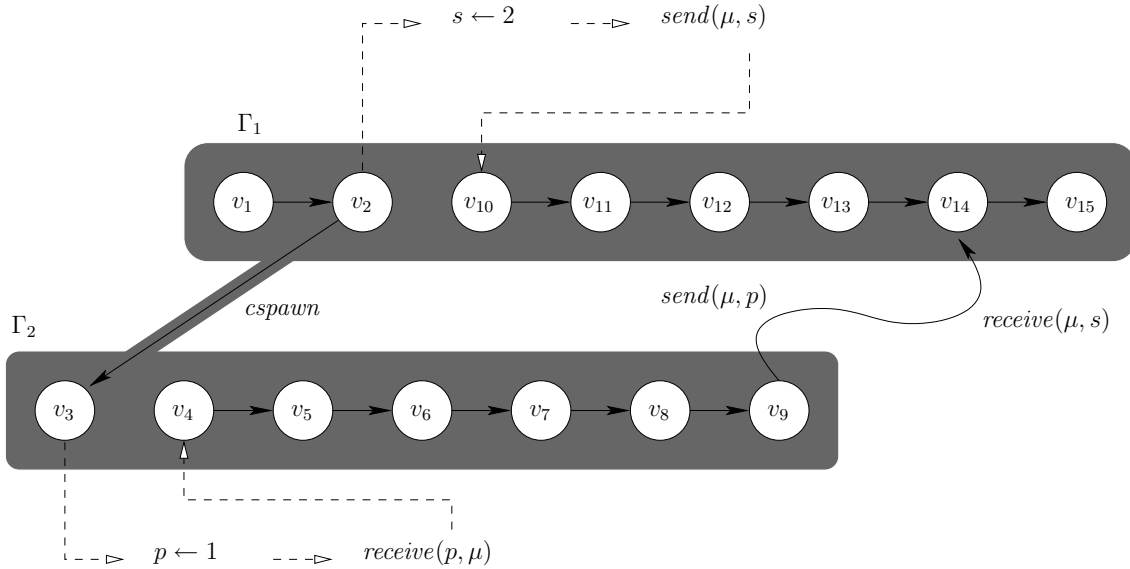 s ← 2
send(μ, s)
Γ₁
v₁ v₂ v₁₀ v₁₁ v₁₂ v₁₃ v₁₄ v₁₅
cspawn
send(μ, p)
receive(μ, s)
Γ₂
v₃ v₄ v₅ v₆ v₇ v₈ v₉
p ← 1
receive(p, μ)